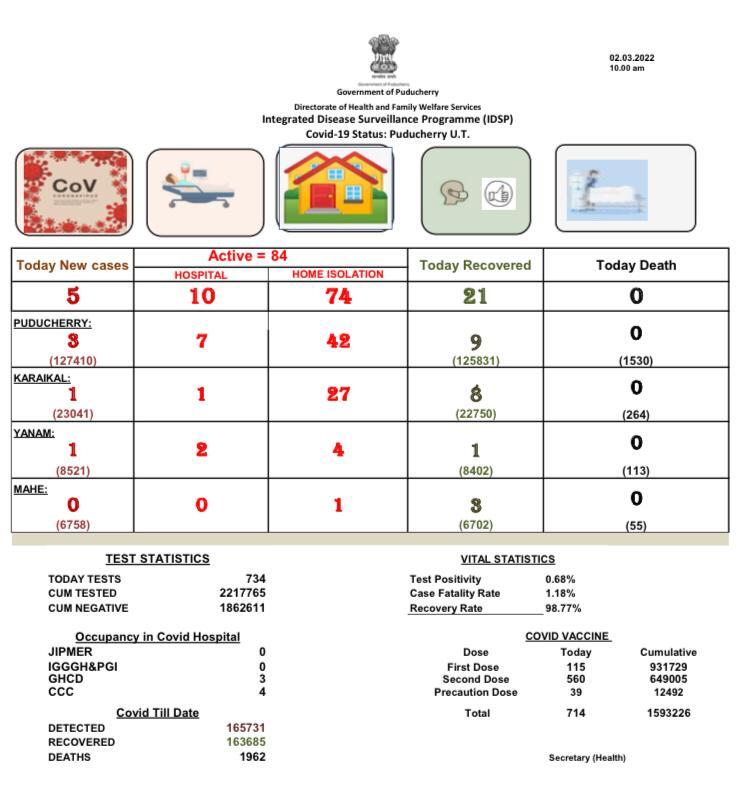 02.03.2022
10.00 am
Government of Puducherry
Government of Puducherry
Directorate of Health and Family Welfare Services
Integrated Disease Surveillance Programme (IDSP)
Covid-19 Status: Puducherry U.T.
CoV
CORONAVIRUS
Today New cases Active = 84 Today Recovered Today Death
HOSPITAL HOME ISOLATION
5 10 74 21 0
PUDUCHERRY:
3 7 42 9 0
(127410) (125831) (1530)
KARAIKAL:
1 1 27 8 0
(23041) (22750) (264)
YANAM:
1 2 4 1 0
(8521) (8402) (113)
MAHE:
0 0 1 3 0
(6758) (6702) (55)
TEST STATISTICS
TODAY TESTS 734
CUM TESTED 2217765
CUM NEGATIVE 1862611
VITAL STATISTICS
Test Positivity 0.68%
Case Fatality Rate 1.18%
Recovery Rate 98.77%
Occupancy in Covid Hospital
JIPMER 0
IGGGH&PGI 0
GHCD 3
CCC 4
COVID VACCINE
Dose Today Cumulative
First Dose 115 931729
Second Dose 560 649005
Precaution Dose 39 12492
Total 714 1593226
Covid Till Date
DETECTED 165731
RECOVERED 163685
DEATHS 1962
Secretary (Health)